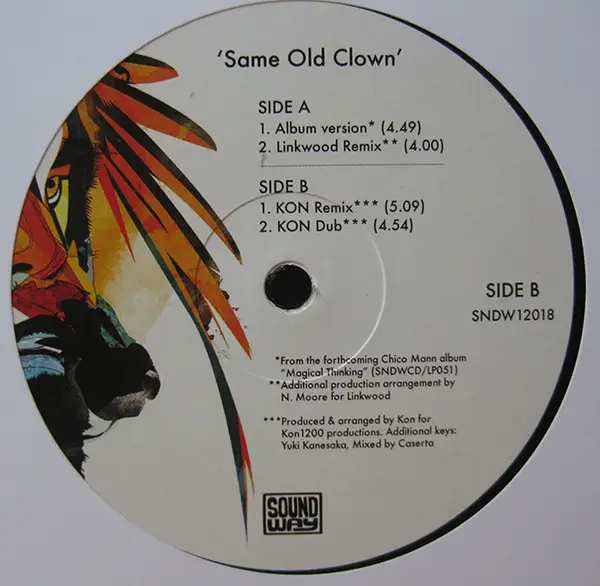 ‘Same Old Clown’
SIDE A
1. Album version* (4.49)
2. Linkwood Remix** (4.00)
SIDE B
1. KON Remix*** (5.09)
2. KON Dub*** (4.54)
SIDE B
SNDW12018
*From the forthcoming Chico Mann album
“Magical Thinking” (SNDWCD/LP051)
**Additional production arrangement by
N. Moore for Linkwood
***Produced & arranged by Kon for
Kon1200 productions. Additional keys:
Yuki Kanesaka, Mixed by Caserta
SOUND
WAY